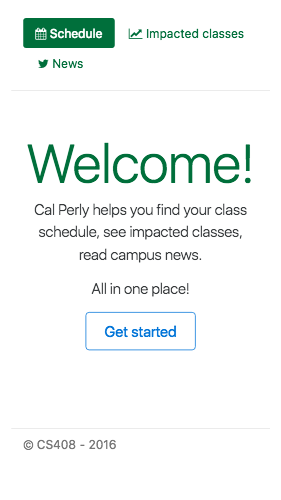 Schedule Impacted classes
News
Welcome!
Cal Perly helps you find your class
schedule, see impacted classes,
read campus news.
All in one place!
Get started
© CS408 - 2016